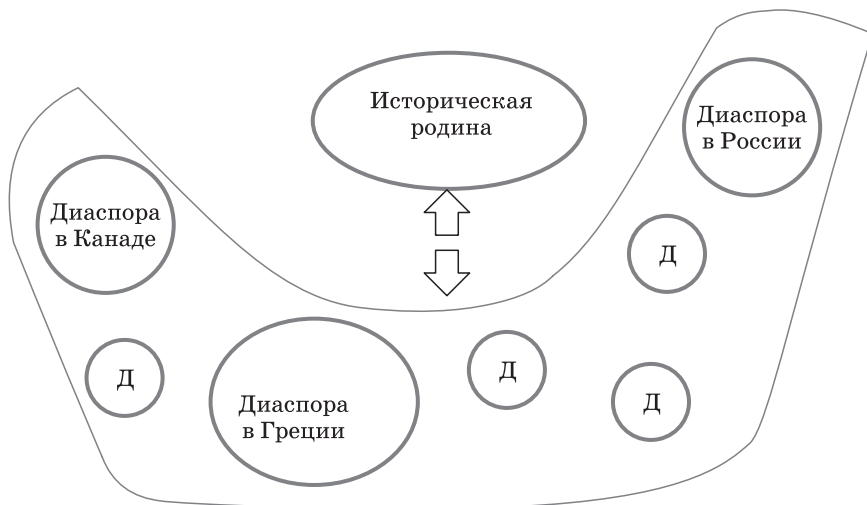 Историческая
родина
Диаспора
в России
Диаспора
в Канаде
Д
Д
Диаспора
в Греции
Д
Д